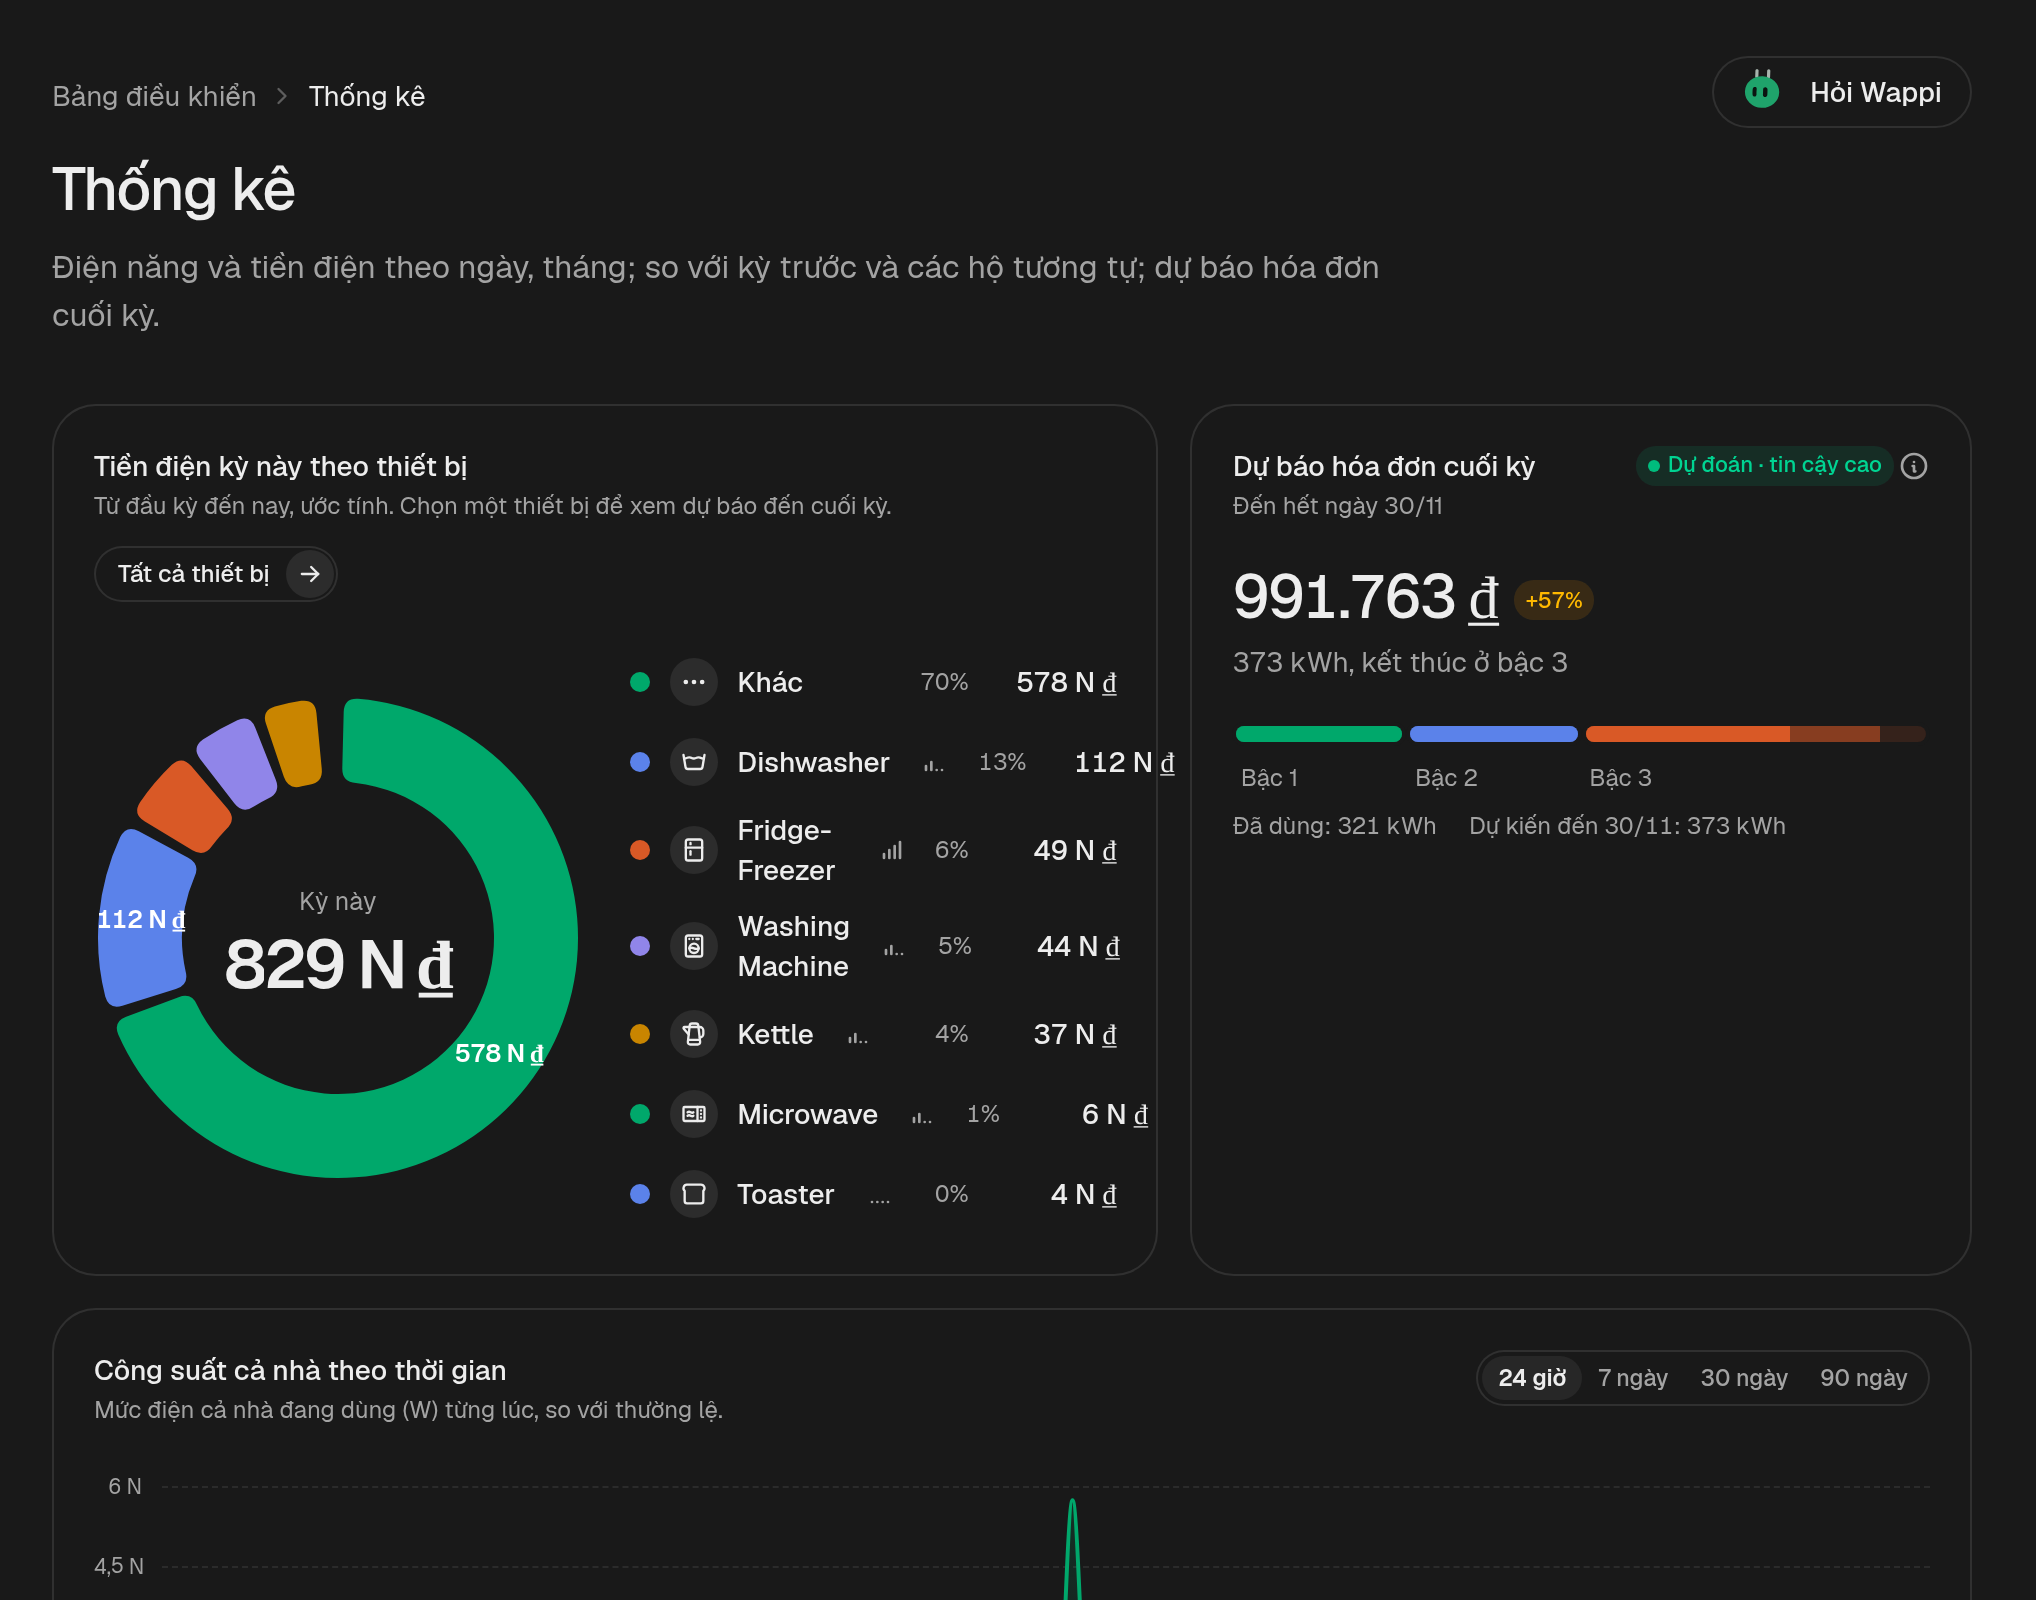 Bảng điều khiển > Thống kê
Hỏi Wappi
Thống kê
Điện năng và tiền điện theo ngày, tháng; so với kỳ trước và các hộ tương tự; dự báo hóa đơn
cuối kỳ.
Tiền điện kỳ này theo thiết bị
Từ đầu kỳ đến nay, ước tính. Chọn một thiết bị để xem dự báo đến cuối kỳ.
Tất cả thiết bị
Kỳ này
829 N ₫
112 N ₫
578 N ₫
Khác 70% 578 N ₫
Dishwasher 13% 112 N ₫
Fridge-
Freezer 6% 49 N ₫
Washing
Machine 5% 44 N ₫
Kettle 4% 37 N ₫
Microwave 1% 6 N ₫
Toaster 0% 4 N ₫
Dự báo hóa đơn cuối kỳ
Dự đoán · tin cậy cao
Đến hết ngày 30/11
991.763 ₫ +57%
373 kWh, kết thúc ở bậc 3
Bậc 1 Bậc 2 Bậc 3
Đã dùng: 321 kWh Dự kiến đến 30/11: 373 kWh
Công suất cả nhà theo thời gian
Mức điện cả nhà đang dùng (W) từng lúc, so với thường lệ.
24 giờ 7 ngày 30 ngày 90 ngày
6 N
4,5 N